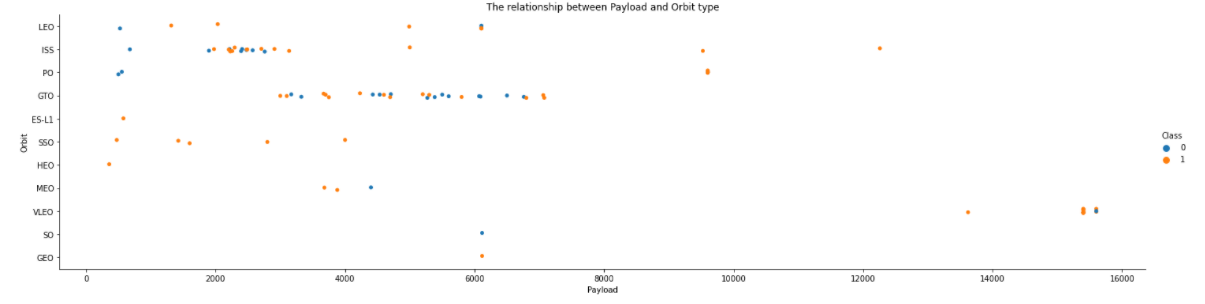 The relationship between Payload and Orbit type
LEO
ISS
PO
GTO
ES-L1
SSO
HEO
MEO
VLEO
SO
GEO
Orbit
0
2000
4000
6000
8000
10000
12000
14000
16000
Payload
Class
0
1